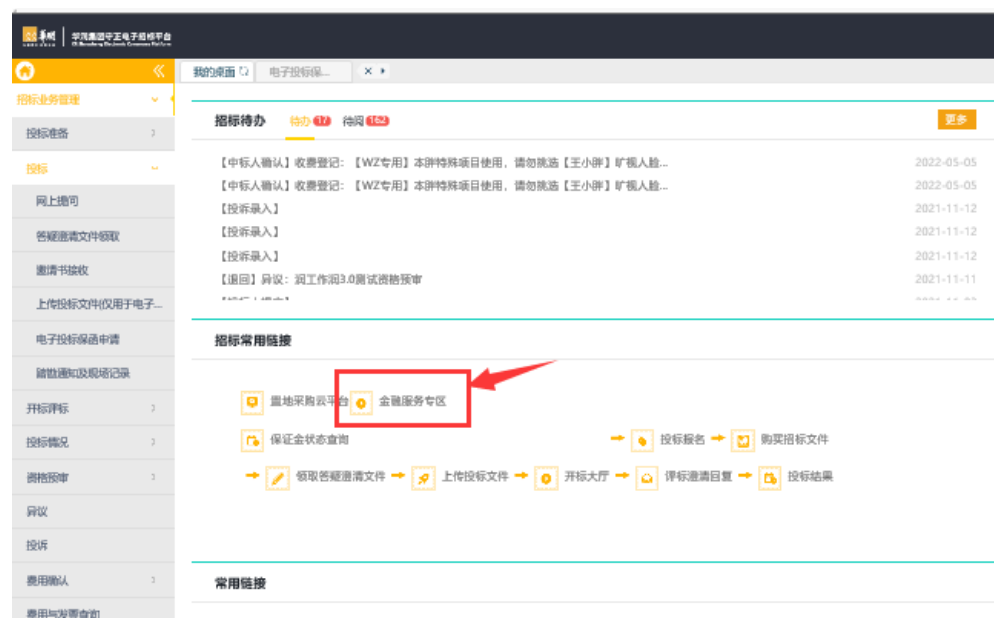 华润集团守正电子招标平台
我的桌面
电子投标保...
招标业务管理
投标准备
投标
网上提问
答疑澄清文件领取
邀请书接收
上传投标文件(仅用于电子...
电子投标保函申请
踏勘通知及现场记录
开标评标
投标情况
资格预审
异议
投诉
费用确认
费用与发票查询
招标待办 待办 17 待阅 162 更多
【中标人确认】收费登记：【WZ专用】本胖特殊项目使用，请勿挑选【王小胖】旷视人脸... 2022-05-05
【中标人确认】收费登记：【WZ专用】本胖特殊项目使用，请勿挑选【王小胖】旷视人脸... 2022-05-05
【投诉录入】 2021-11-12
【投诉录入】 2021-11-12
【投诉录入】 2021-11-12
【退回】异议：润工作润3.0测试资格预审 2021-11-11
招标常用链接
置地采购云平台 金融服务专区
保证金状态查询 投标报名 购买招标文件
领取答疑澄清文件 上传投标文件 开标大厅 评标澄清回复 投标结果
常用链接